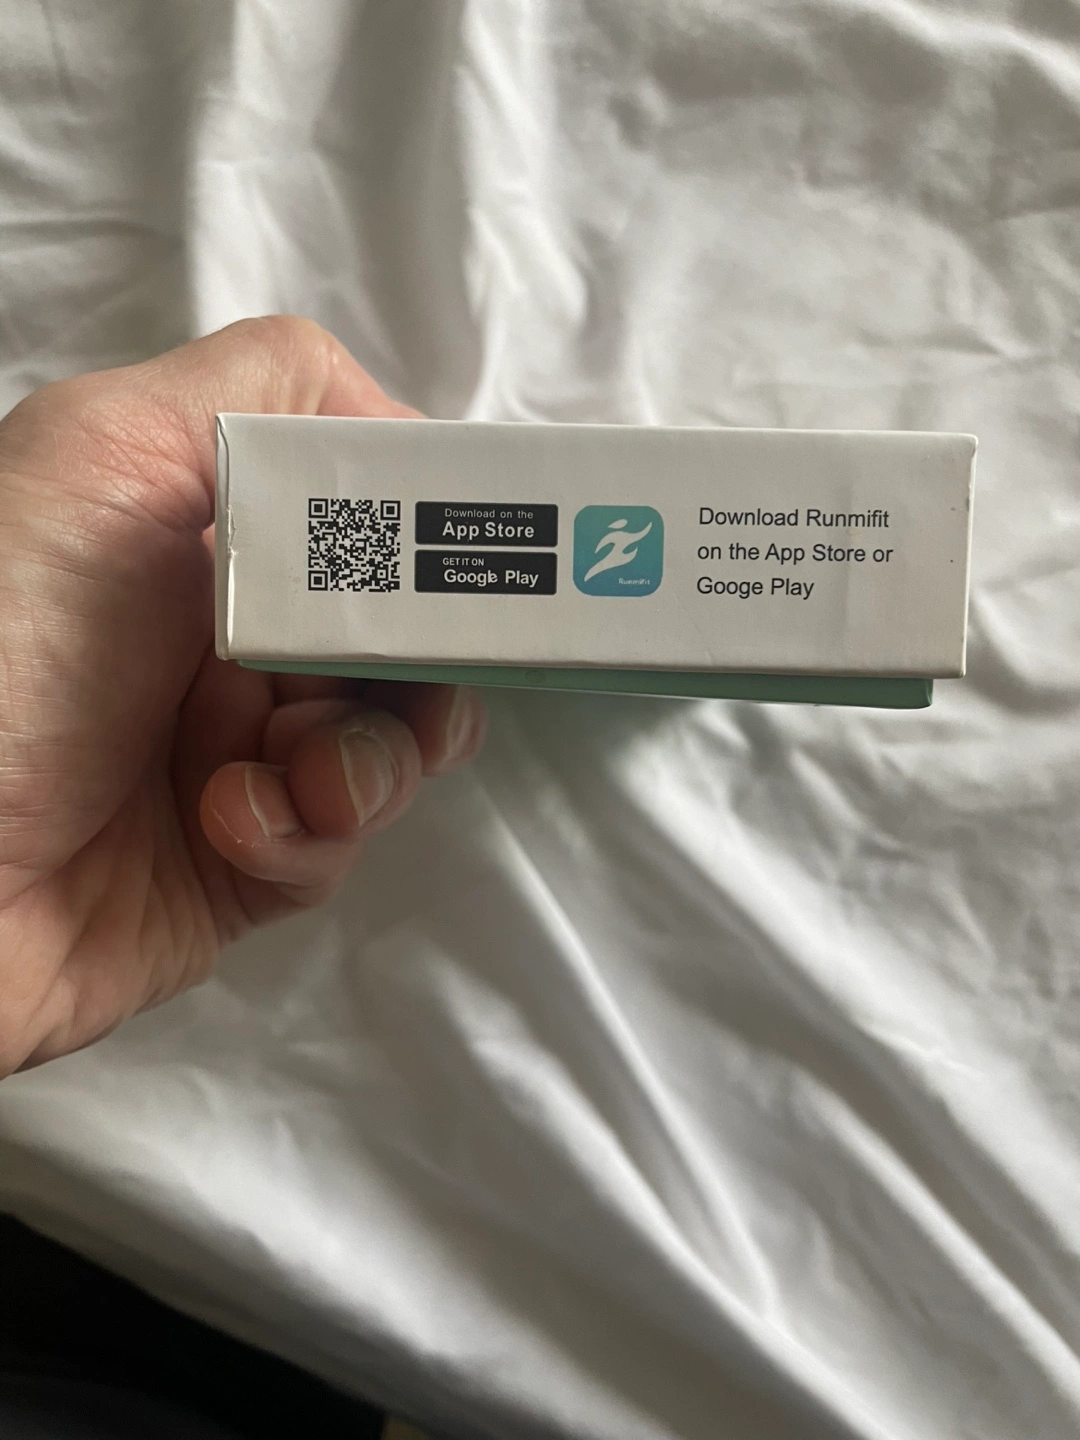 Download on the
App Store
GET IT ON
Google Play
Runmifit
Download Runmifit
on the App Store or
Googe Play